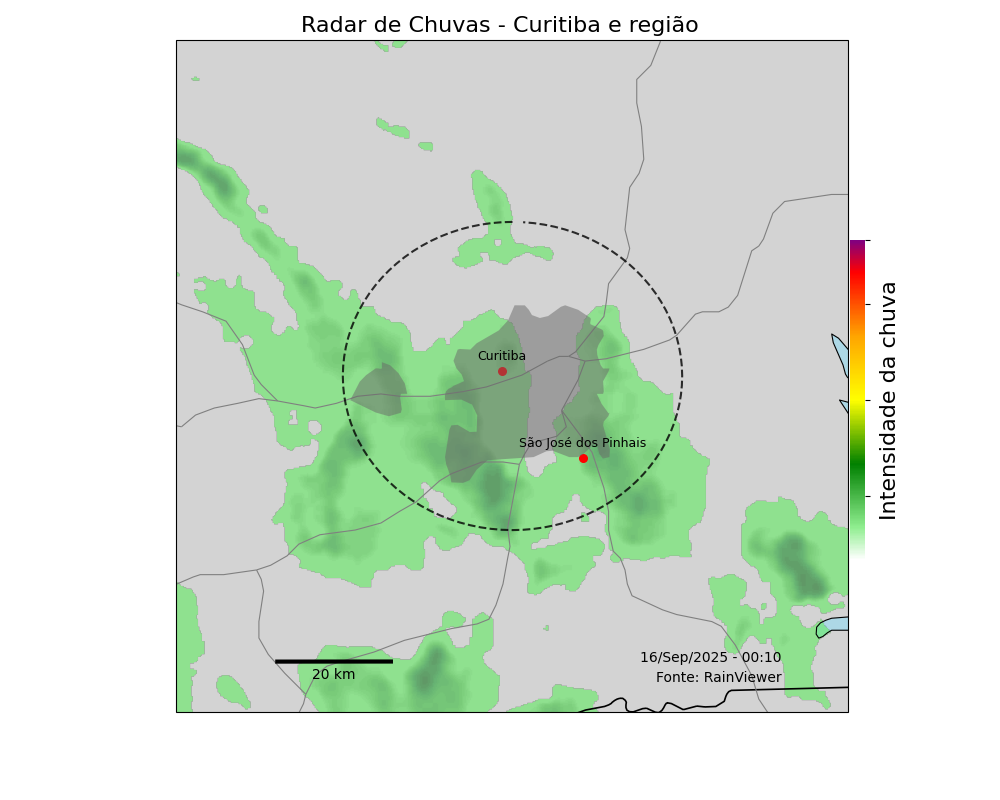 Radar de Chuvas - Curitiba e região
Curitiba
São José dos Pinhais
Intensidade da chuva
16/Sep/2025 - 00:10
20 km
Fonte: RainViewer